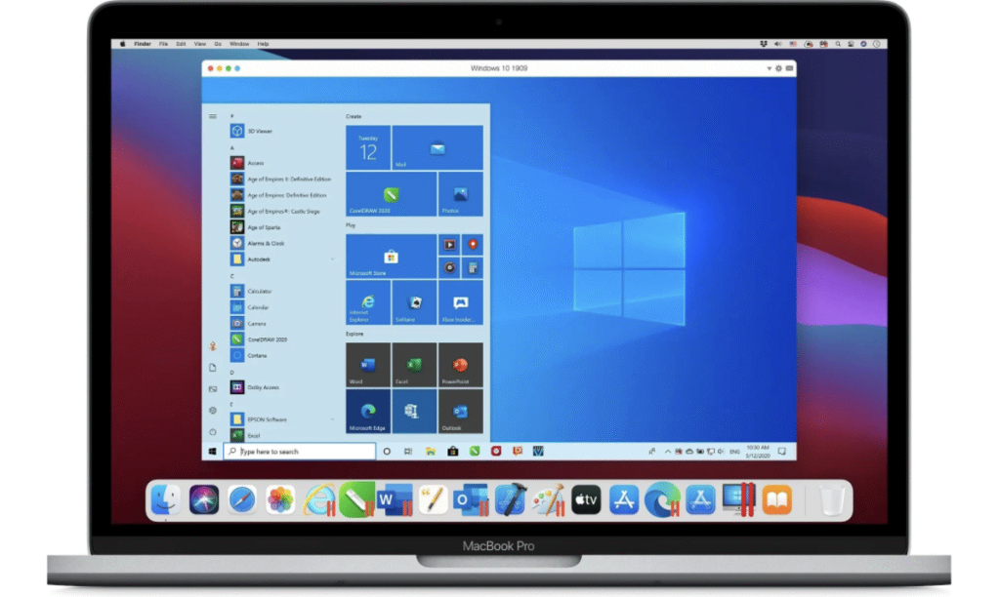 Finder File Edit View Go Window Help
Windows 10 1909
#
3D Viewer
A
Access
Age of Empires II: Definitive Edition
Age of Empires: Definitive Edition
Age of Empires®: Castle Siege
Age of Sparta
Alarms & Clock
Autodesk
C
Calculator
Calendar
Camera
CorelDRAW 2020
Cortana
D
Dolby Access
E
EPSON Software
Excel
Create
Tuesday
12
Mail
CorelDRAW 2020
Photos
Play
Microsoft Store
Internet
Explorer
Solitaire
Xbox Insider...
Explore
Word
Excel
PowerPoint
Microsoft Edge
Outlook
Type here to search
ENG
10:30 AM
5/12/2020
W
O
tv
MacBook Pro